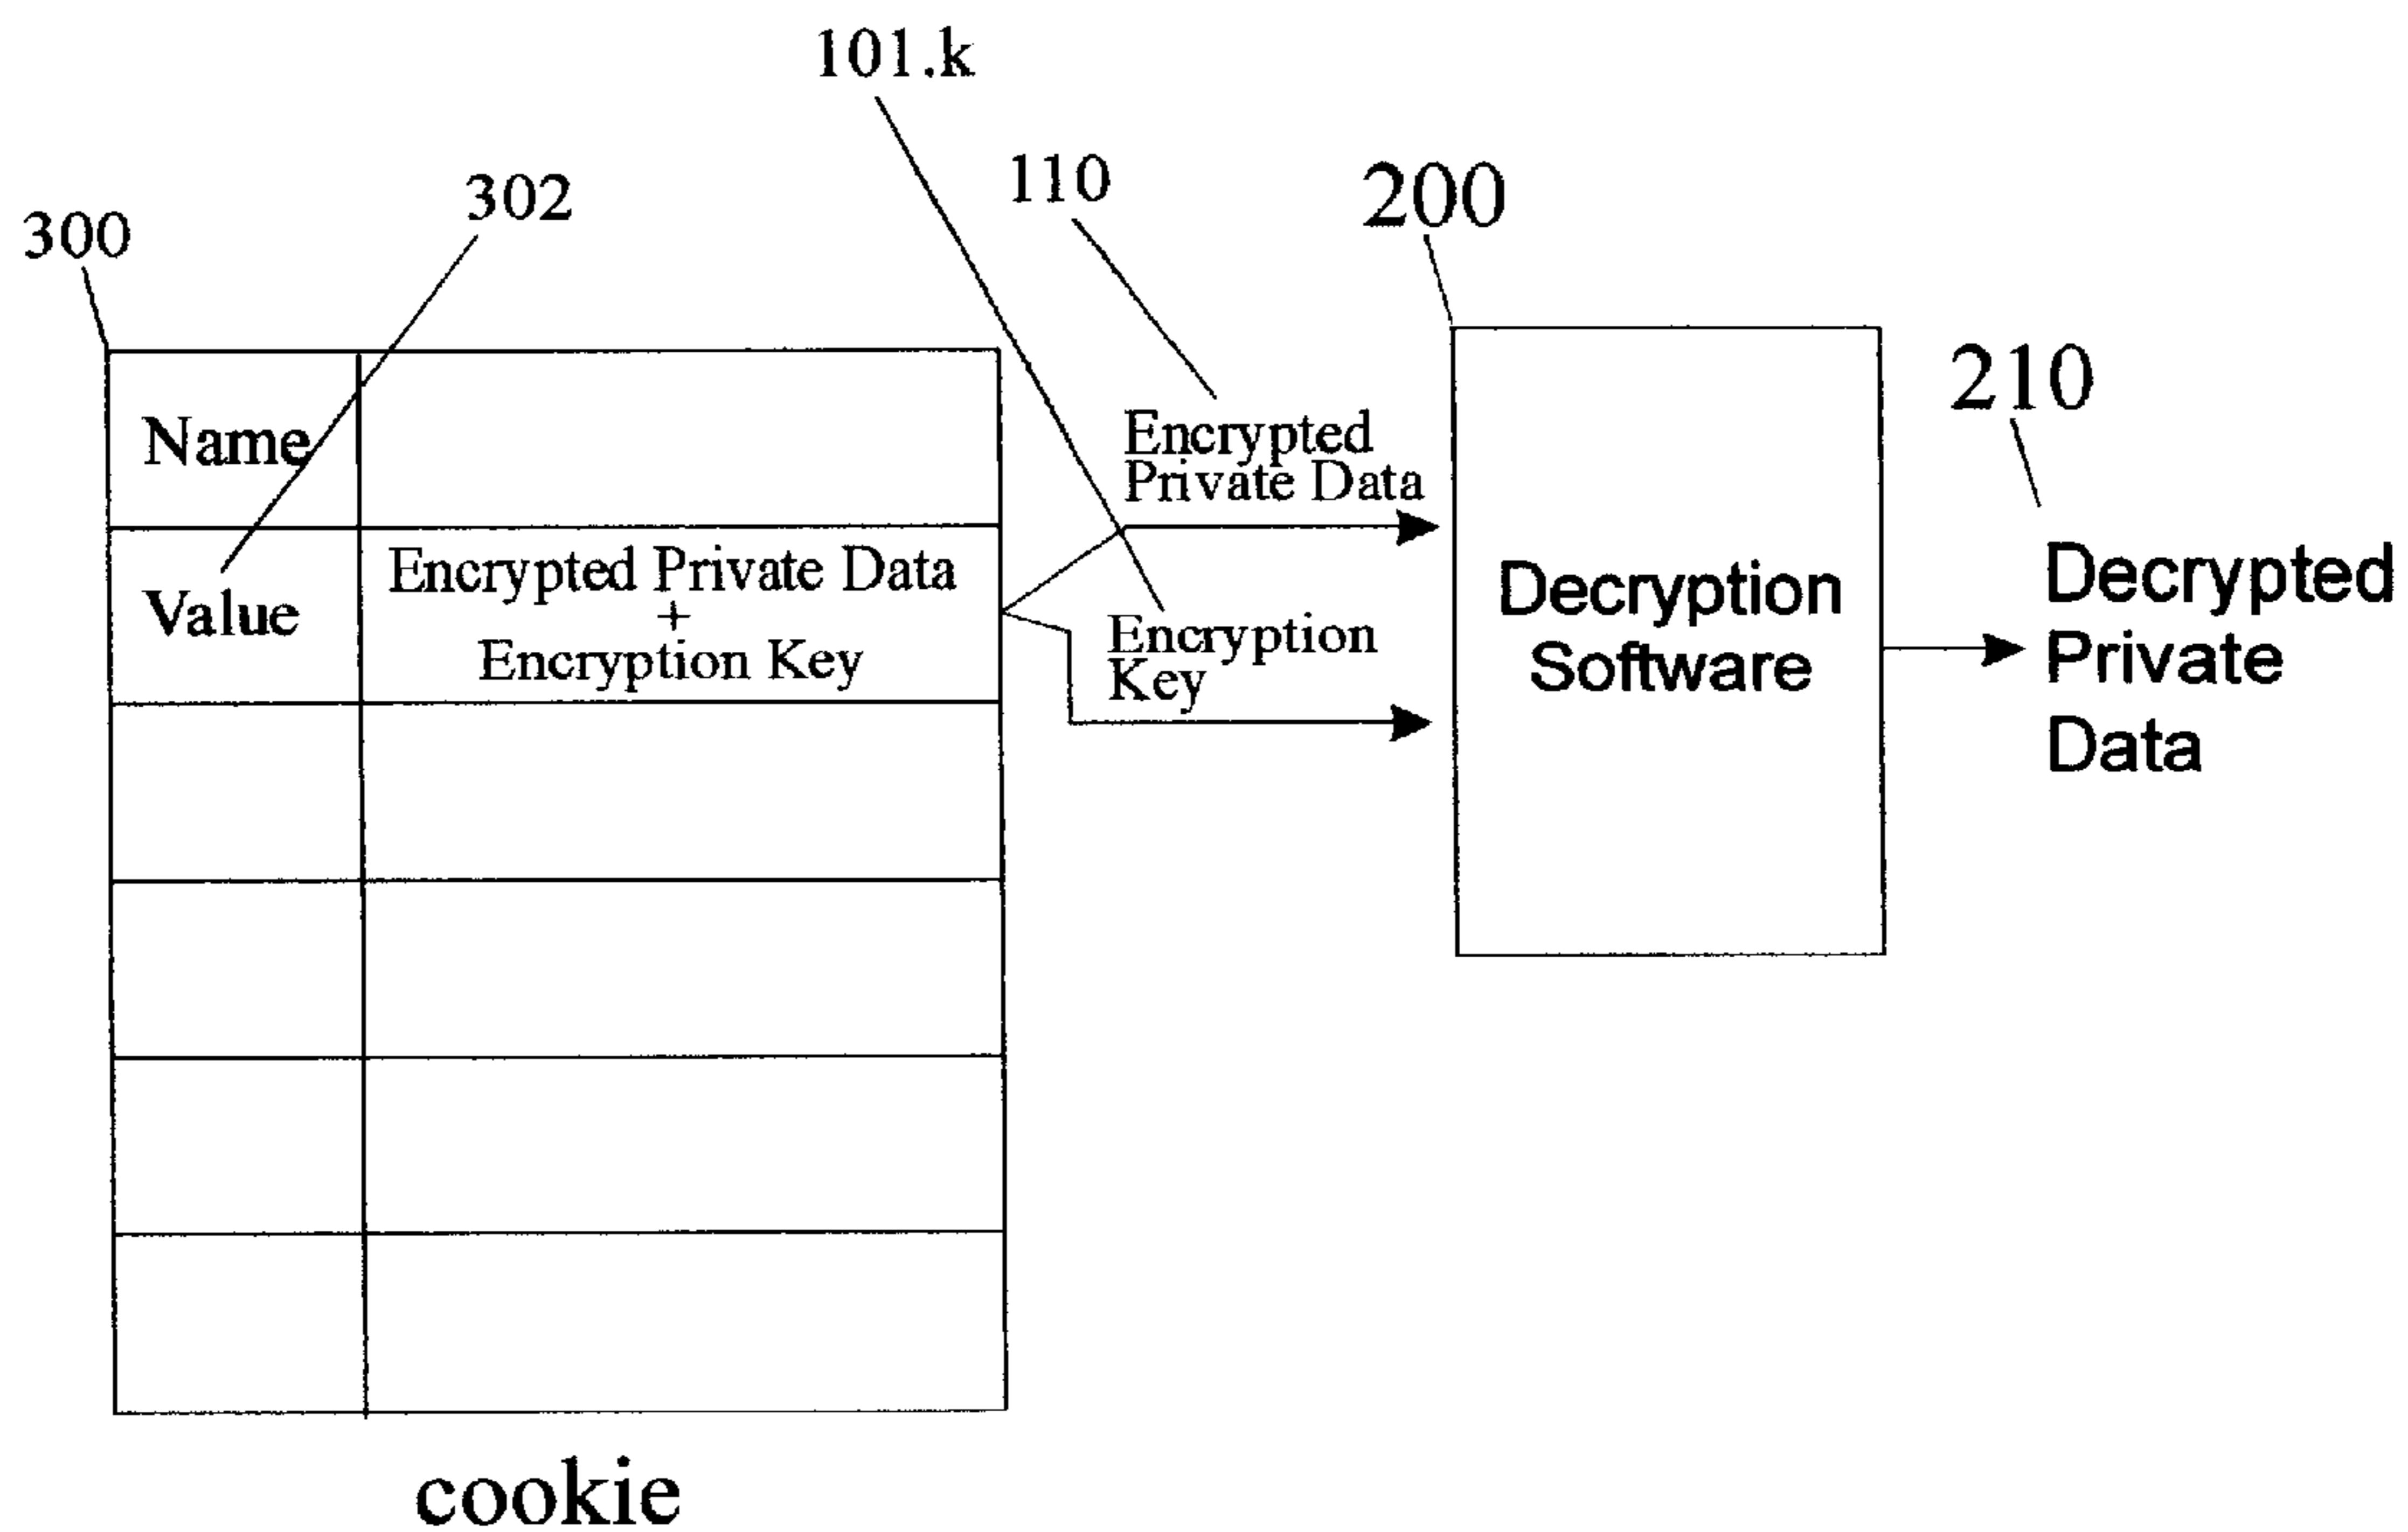 101.k
110
200
302
300
210
Name
Encrypted
Private Data
Value
Encrypted Private Data
+
Encryption Key
Encryption
Key
Decryption
Software
Decrypted
Private
Data
cookie